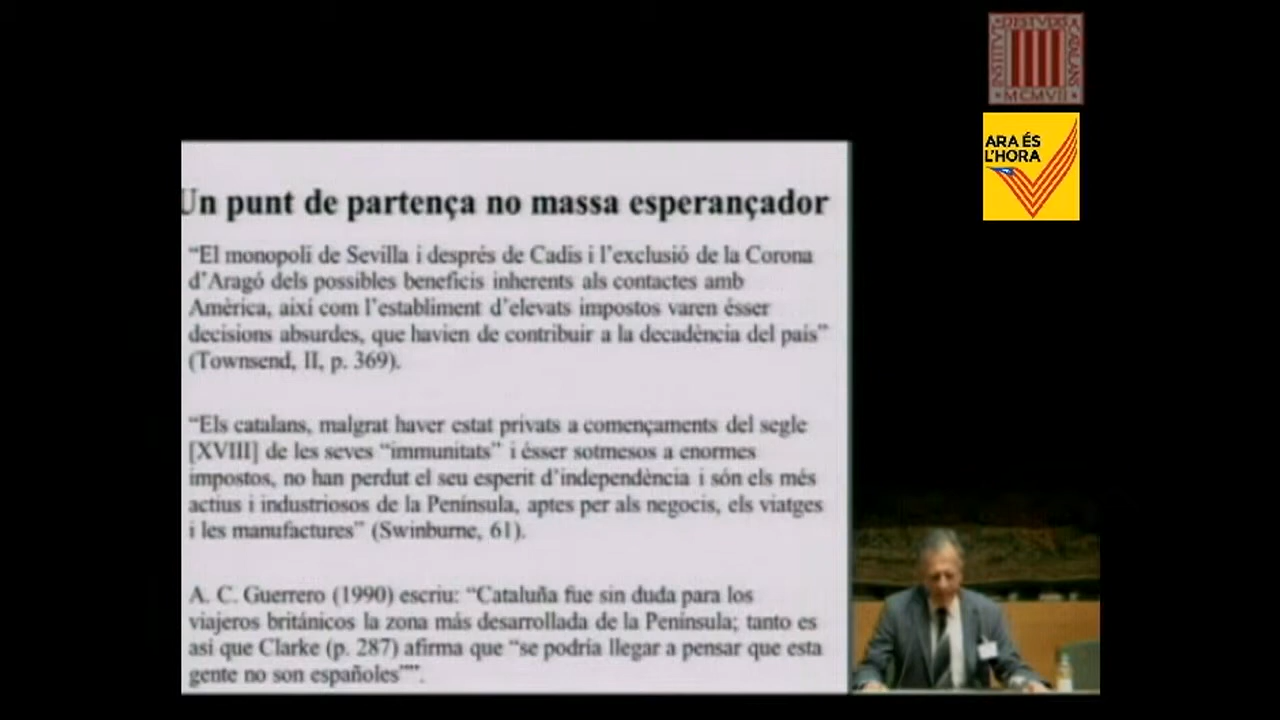 INSTITUT
D'ESTVDIS
CATALANS
MCMVII
ARA ÉS
L'HORA
Un punt de partença no massa esperançador
“El monopoli de Sevilla i després de Cadis i l’exclusió de la Corona
d’Aragó dels possibles beneficis inherents als contactes amb
Amèrica, així com l’establiment d’elevats impostos varen ésser
decisions absurdes, que havien de contribuir a la decadència del país”
(Townsend, II, p. 369).
“Els catalans, malgrat haver estat privats a començaments del segle
[XVIII] de les seves “immunitats” i ésser sotmesos a enormes
impostos, no han perdut el seu esperit d’independència i són els més
actius i industriosos de la Península, aptes per als negocis, els viatges
i les manufactures” (Swinburne, 61).
A. C. Guerrero (1990) escriu: “Cataluña fue sin duda para los
viajeros británicos la zona más desarrollada de la Península; tanto es
así que Clarke (p. 287) afirma que “se podría llegar a pensar que esta
gente no son españoles””.